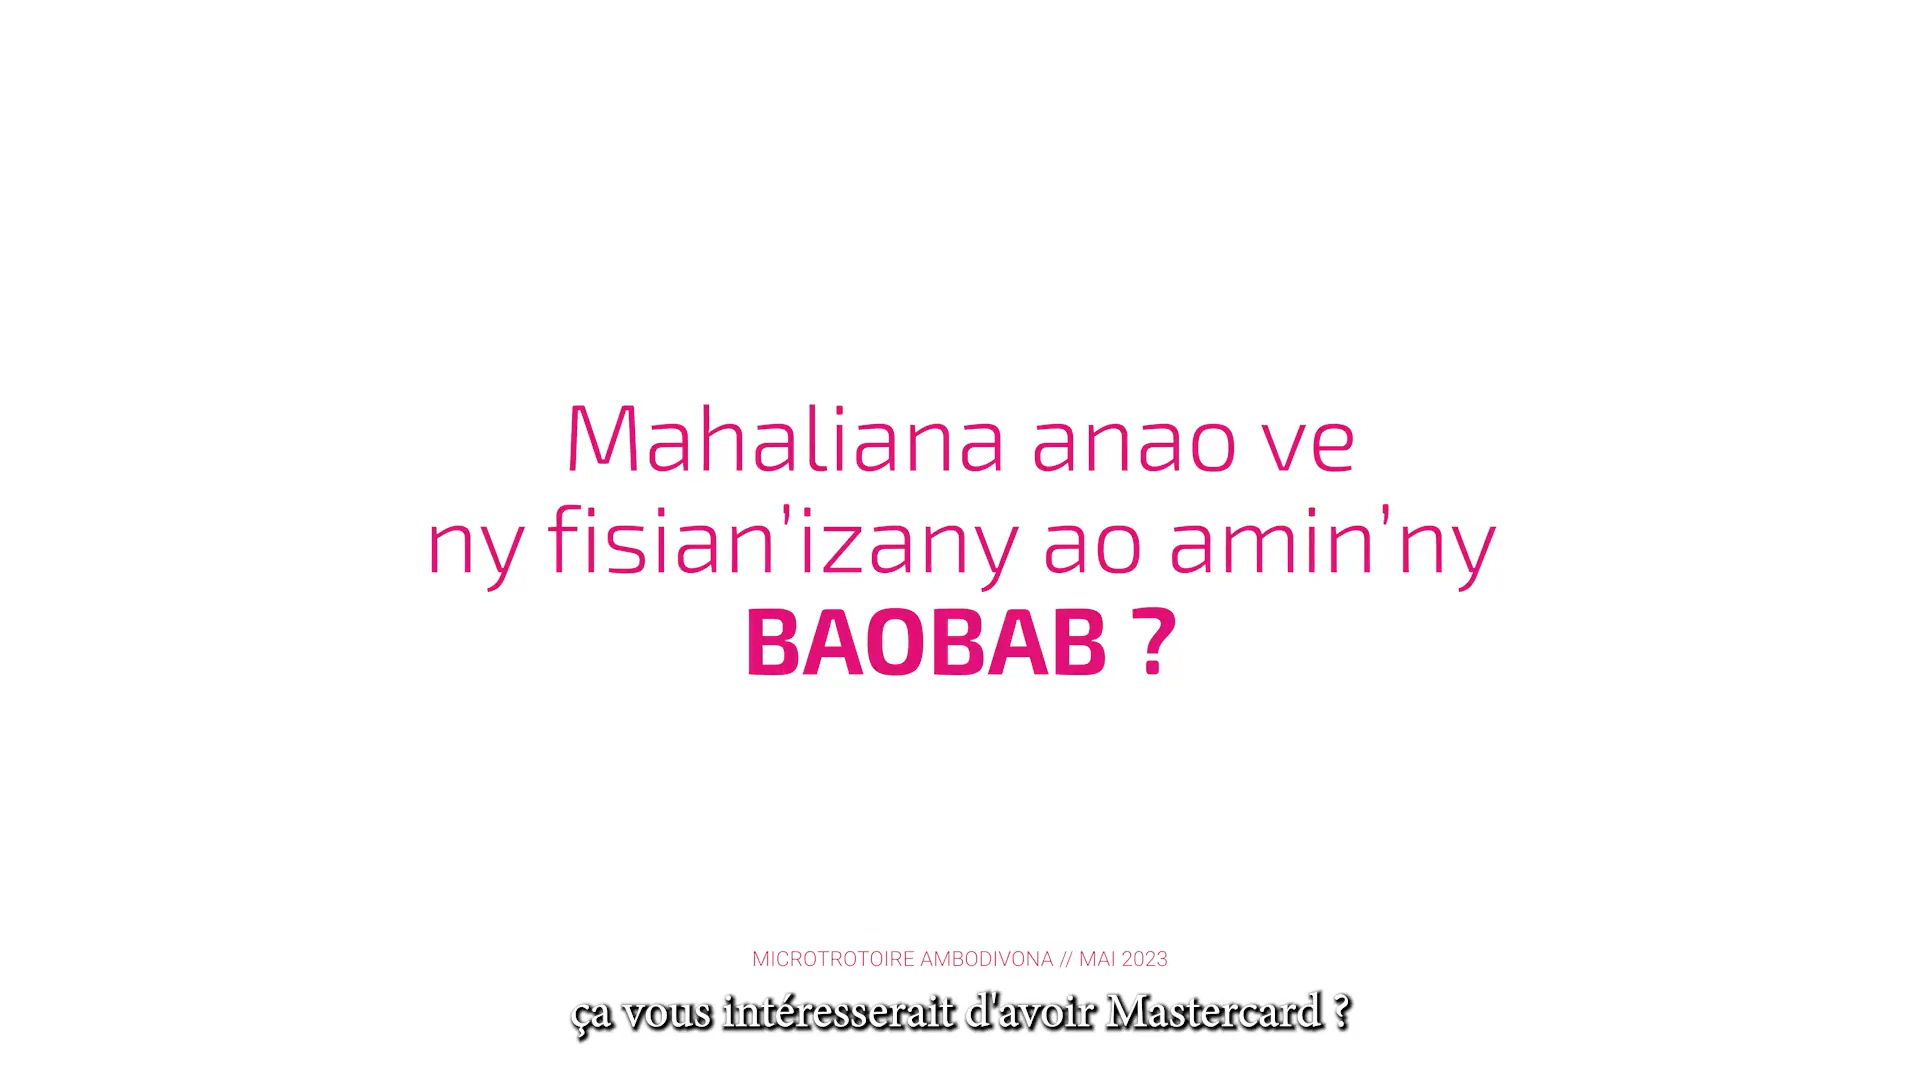 Mahaliana anao ve
ny fisian’izany ao amin’ny
BAOBAB ?
MICROTROTOIRE AMBODIVONA // MAI 2023
ça vous intéresserait d'avoir Mastercard ?